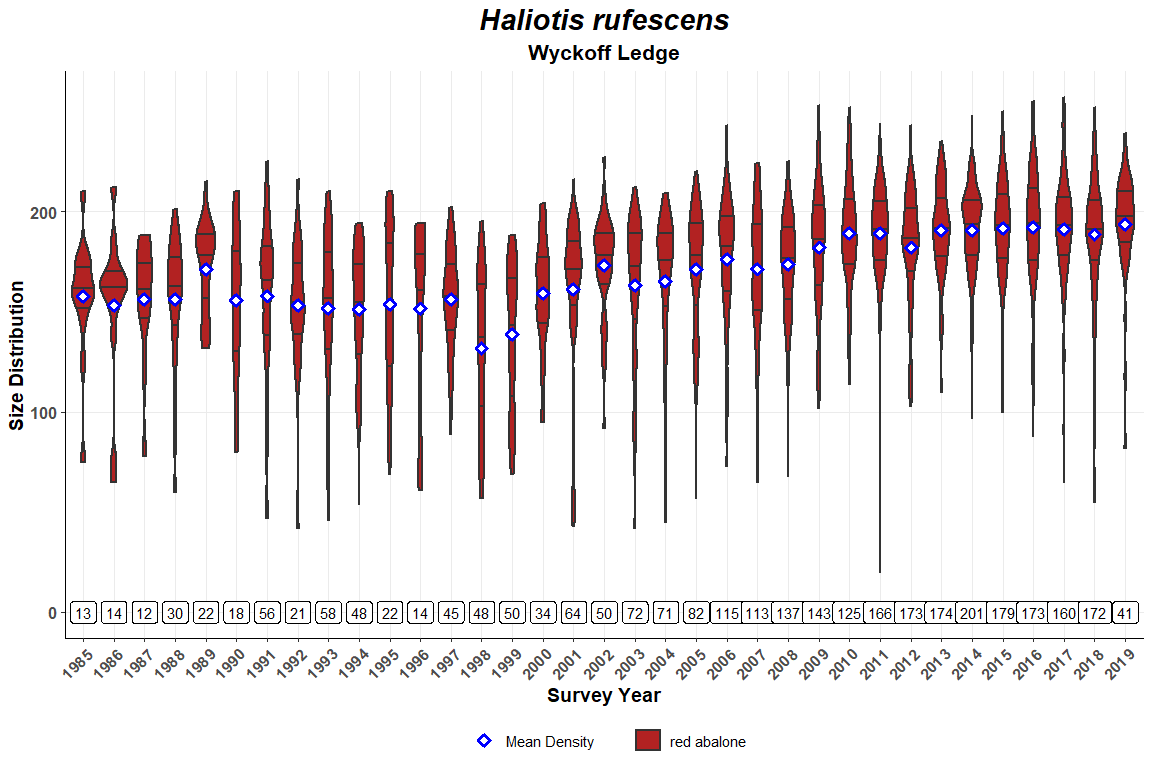 Haliotis rufescens
Wyckoff Ledge
Size Distribution
200
100
0
13 14 12 30 22 18 56 21 58 48 22 14 45 48 50 34 64 50 72 71 82 115 113 137 143 125 166 173 174 201 179 173 160 172 41
1985 1986 1987 1988 1989 1990 1991 1992 1993 1994 1995 1996 1997 1998 1999 2000 2001 2002 2003 2004 2005 2006 2007 2008 2009 2010 2011 2012 2013 2014 2015 2016 2017 2018 2019
Survey Year
Mean Density red abalone